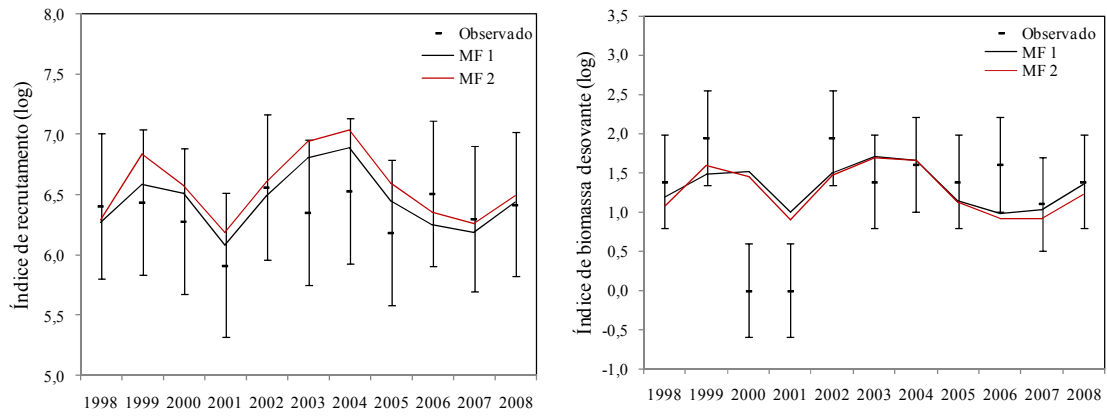 Índice de recrutamento (log)
8,0
7,0
6,5
6,0
5,5
5,0
Observado
MF 1
MF 2
1998 1999 2000 2001 2002 2003 2004 2005 2006 2007 2008
Índice de biomassa desovante (log)
3,5
3,0
2,5
2,0
1,5
1,0
0,5
0,0
-0,5
-1,0
Observado
MF 1
MF 2
1998 1999 2000 2001 2002 2003 2004 2005 2006 2007 2008